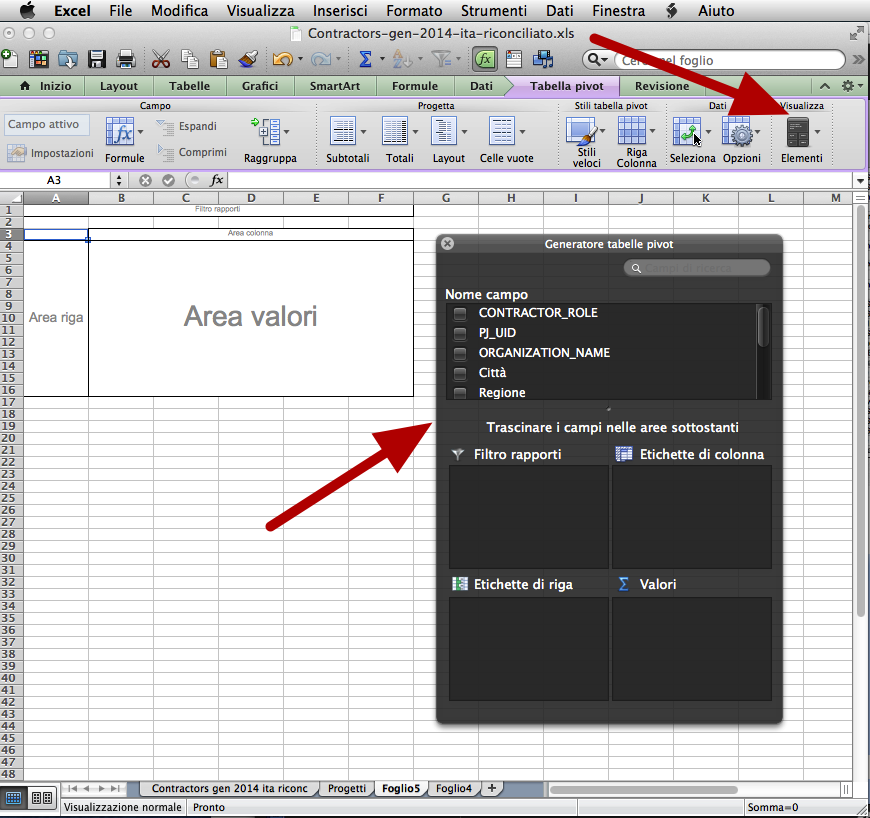 Excel File Modifica Visualizza Inserisci Formato Strumenti Dati Finestra Aiuto
Contractors-gen-2014-ita-riconciliato.xls
fx
nel foglio
Inizio Layout Tabelle Grafici SmartArt Formule Dati Tabella pivot Revisione
Campo Progetta Stili tabella pivot Dati Visualizza
Campo attivo
Impostazioni
Formule
Espandi
Comprimi
Raggruppa
Subtotali
Totali
Layout
Celle vuote
Stili
veloci
Riga
Colonna
Seleziona
Opzioni
Elementi
A3 fx
A B C D E F G H I J K L M
1 Filtro rapporti
2
3 Area colonna
4
5
6
7
8
9
10
11
12
13
14
15
16
Area riga
Area valori
17
18
19
20
21
22
23
24
25
26
27
28
29
30
31
32
33
34
35
36
37
38
39
40
41
42
43
44
45
46
47
48
Generatore tabelle pivot
Campi di ricerca
Nome campo
CONTRACTOR_ROLE
PJ_UID
ORGANIZATION_NAME
Città
Regione
Trascinare i campi nelle aree sottostanti
Filtro rapporti Etichette di colonna
Etichette di riga Σ Valori
Contractors gen 2014 ita riconc Progetti Foglio5 Foglio4 +
Visualizzazione normale Pronto Somma=0